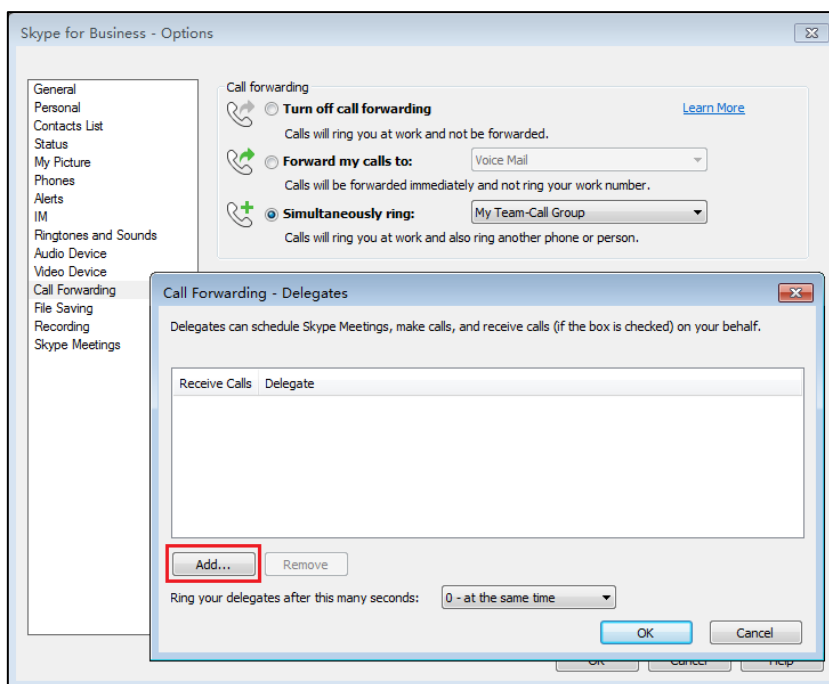 Skype for Business - Options
General
Personal
Contacts List
Status
My Picture
Phones
Alerts
IM
Ringtones and Sounds
Audio Device
Video Device
Call Forwarding
File Saving
Recording
Skype Meetings
Call forwarding
Turn off call forwarding Learn More
Calls will ring you at work and not be forwarded.
Forward my calls to: Voice Mail
Calls will be forwarded immediately and not ring your work number.
Simultaneously ring: My Team-Call Group
Calls will ring you at work and also ring another phone or person.
Call Forwarding - Delegates
Delegates can schedule Skype Meetings, make calls, and receive calls (if the box is checked) on your behalf.
Receive Calls Delegate
Add... Remove
Ring your delegates after this many seconds: 0 - at the same time
OK Cancel
OK Cancel Help